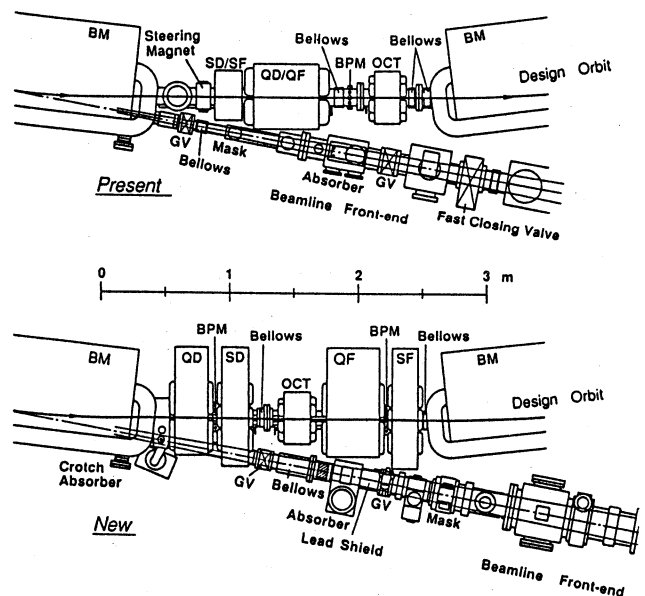 BM
Steering
Magnet
SD/SF
QD/QF
Bellows
BPM
OCT
Bellows
BM
Design Orbit
GV
Bellows
Mask
Absorber
GV
Beamline Front-end
Fast Closing Valve
Present
0 1 2 3 m
BM
QD
BPM
SD
Bellows
OCT
QF
BPM
SF
Bellows
BM
Design Orbit
Crotch
Absorber
GV
Bellows
Absorber
Lead Shield
GV
Mask
Beamline Front-end
New